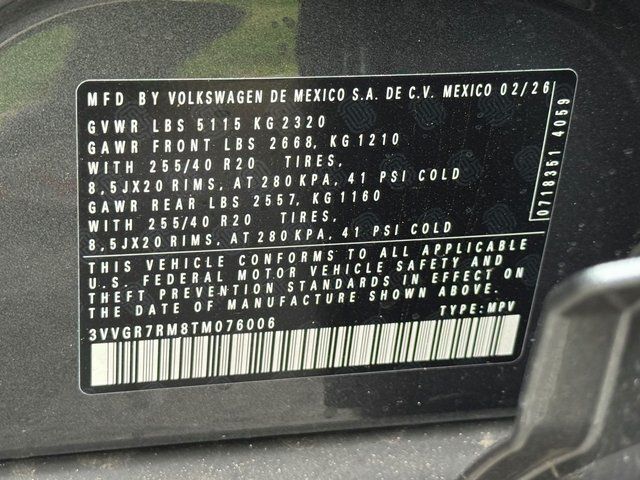 MFD BY VOLKSWAGEN DE MEXICO S.A. DE C.V. MEXICO 02/26
GVWR LBS 5115 KG 2320
GAWR FRONT LBS 2668, KG 1210
WITH 255/40 R20 TIRES,
8,5JX20 RIMS, AT 280 KPA, 41 PSI COLD
GAWR REAR LBS 2557, KG 1160
WITH 255/40 R20 TIRES,
8,5JX20 RIMS, AT 280 KPA, 41 PSI COLD
0718351 4059
THIS VEHICLE CONFORMS TO ALL APPLICABLE
U.S. FEDERAL MOTOR VEHICLE SAFETY AND
THEFT PREVENTION STANDARDS IN EFFECT ON
THE DATE OF MANUFACTURE SHOWN ABOVE.
3VVGR7RM8TM076006 TYPE: MPV